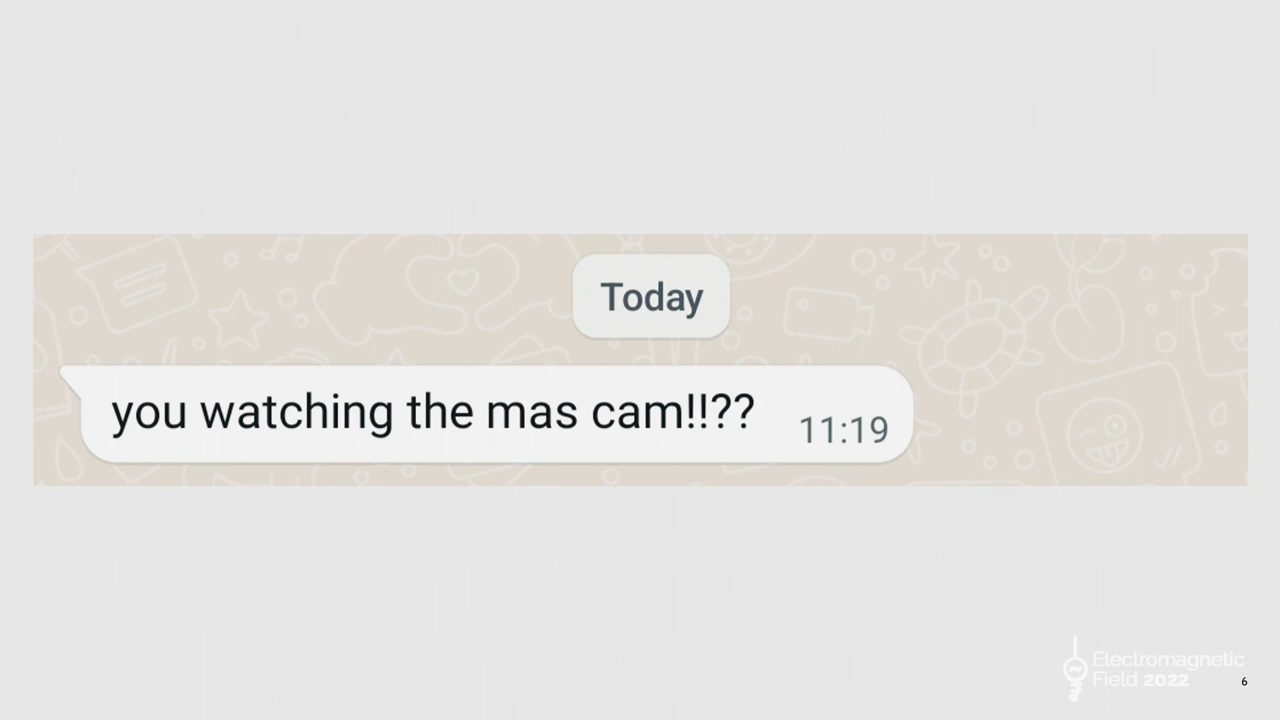 Today
you watching the mas cam!!??
11:19
Electromagnetic
Field 2022
6